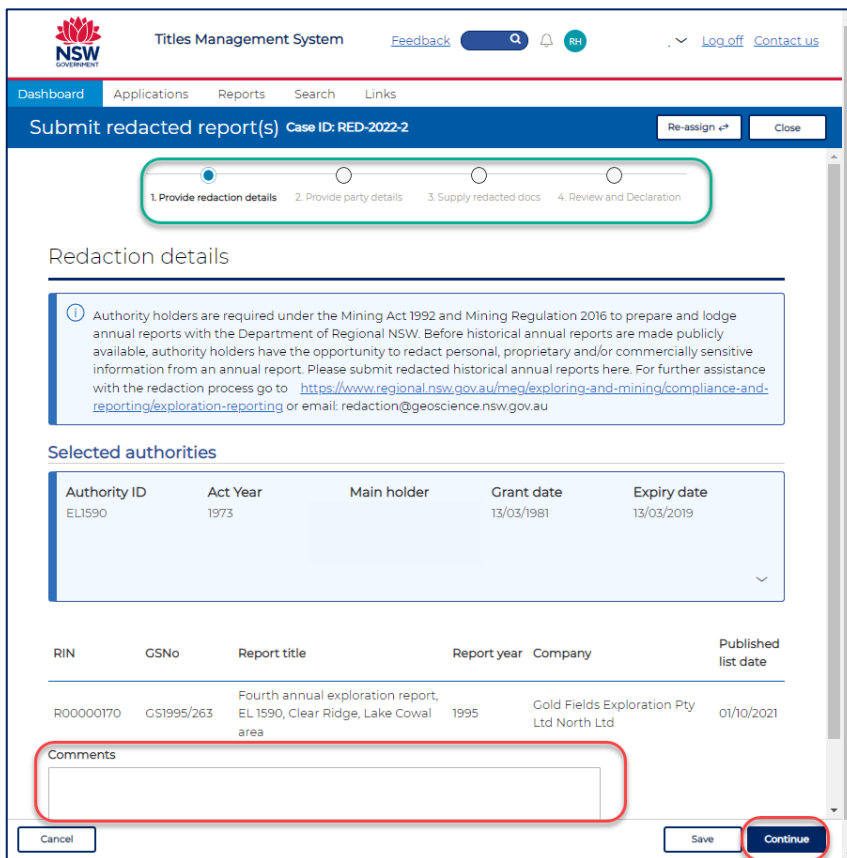 NSW
GOVERNMENT
Titles Management System
Feedback
RH
Log off Contact us
Dashboard Applications Reports Search Links
Submit redacted report(s) Case ID: RED-2022-2
Re-assign
Close
1. Provide redaction details 2. Provide party details 3. Supply redacted docs 4. Review and Declaration
Redaction details
Authority holders are required under the Mining Act 1992 and Mining Regulation 2016 to prepare and lodge
annual reports with the Department of Regional NSW. Before historical annual reports are made publicly
available, authority holders have the opportunity to redact personal, proprietary and/or commercially sensitive
information from an annual report. Please submit redacted historical annual reports here. For further assistance
with the redaction process go to https://www.regional.nsw.gov.au/meg/exploring-and-mining/compliance-and-
reporting/exploration-reporting or email: redaction@geoscience.nsw.gov.au
Selected authorities
Authority ID Act Year Main holder Grant date Expiry date
EL1590 1973 13/03/1981 13/03/2019
RIN GSNo Report title Report year Company Published
list date
Fourth annual exploration report,
R00000170 GS1995/263 EL 1590, Clear Ridge, Lake Cowal 1995 Gold Fields Exploration Pty 01/10/2021
area Ltd North Ltd
Comments
Cancel Save Continue